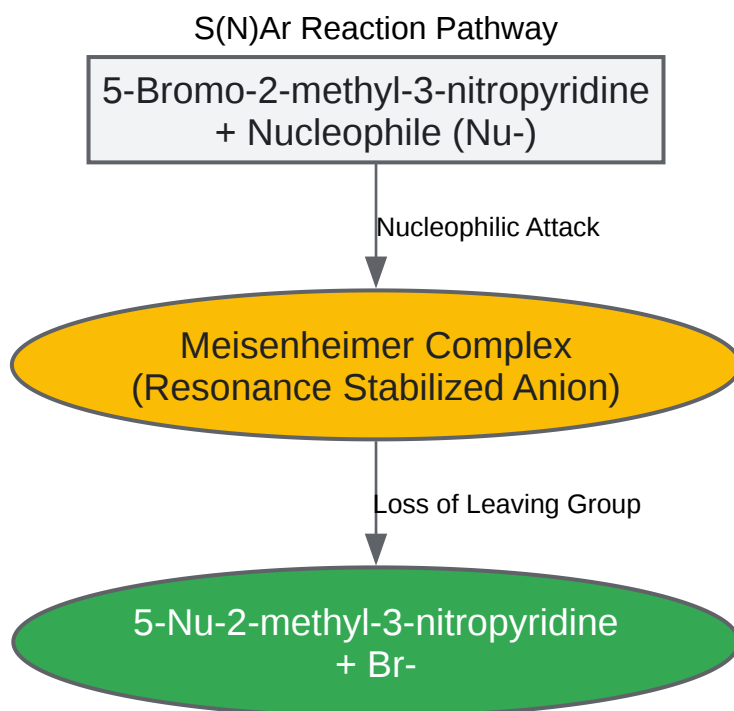 S(N)Ar Reaction Pathway
5-Bromo-2-methyl-3-nitropyridine
+ Nucleophile (Nu-)
Nucleophilic Attack
Meisenheimer Complex
(Resonance Stabilized Anion)
Loss of Leaving Group
5-Nu-2-methyl-3-nitropyridine
+ Br-